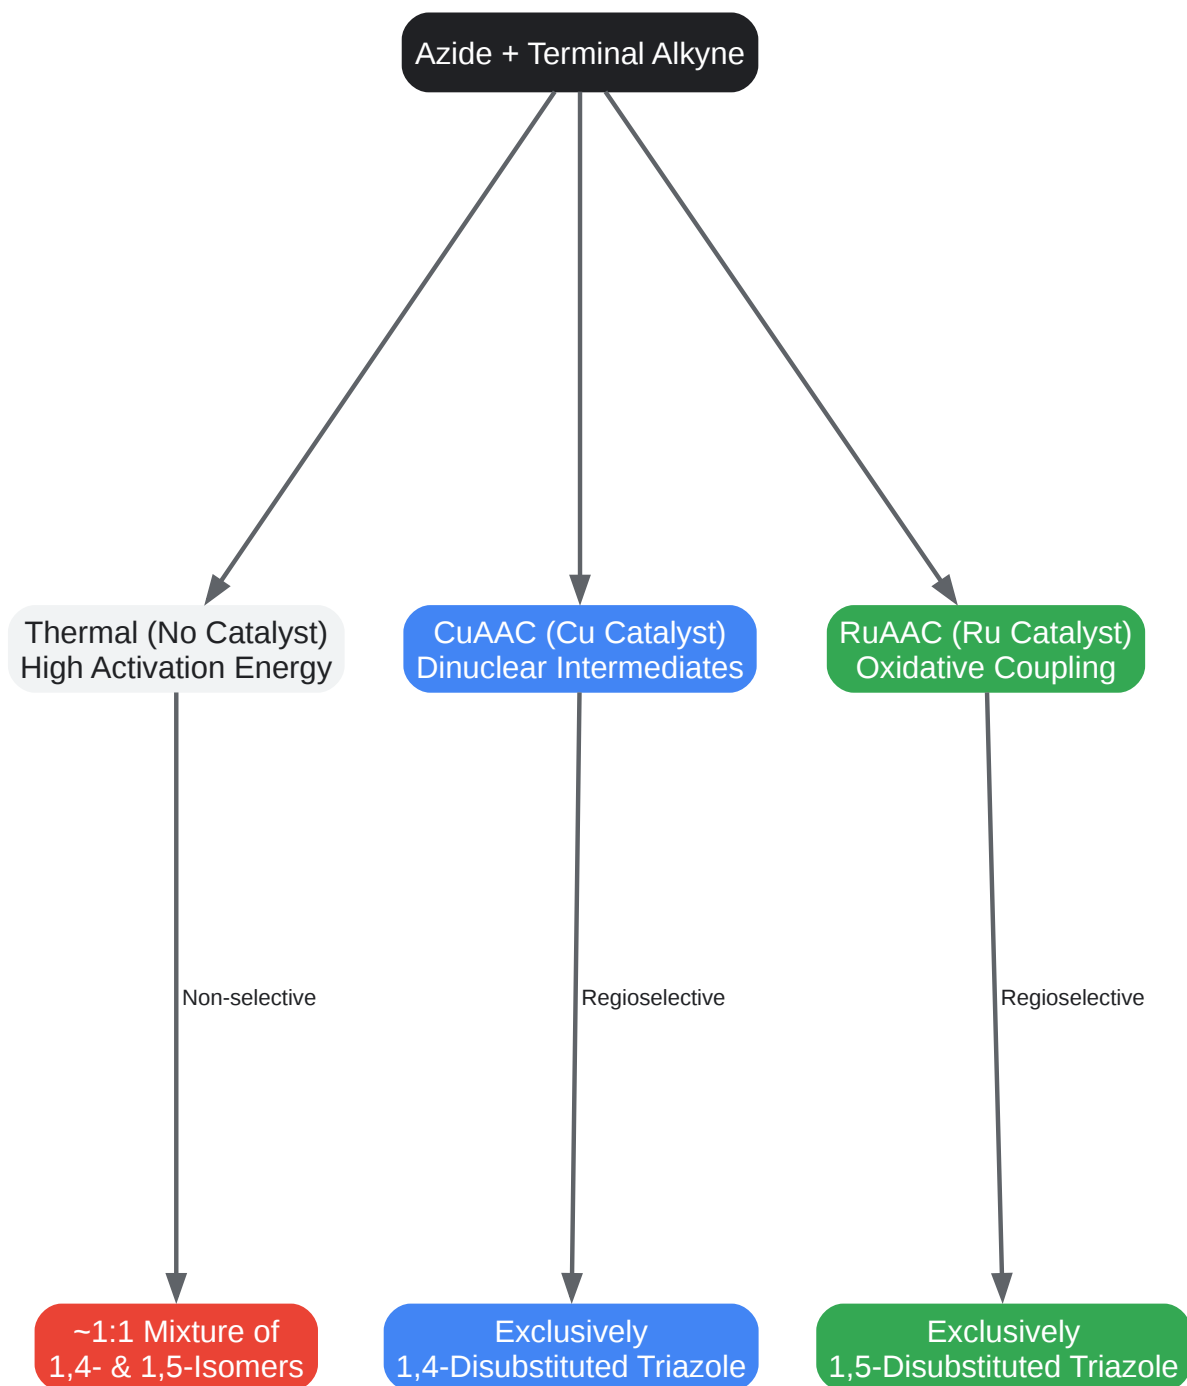 Azide + Terminal Alkyne
Thermal (No Catalyst)
High Activation Energy
CuAAC (Cu Catalyst)
Dinuclear Intermediates
RuAAC (Ru Catalyst)
Oxidative Coupling
Non-selective
Regioselective
Regioselective
~1:1 Mixture of
1,4- & 1,5-Isomers
Exclusively
1,4-Disubstituted Triazole
Exclusively
1,5-Disubstituted Triazole